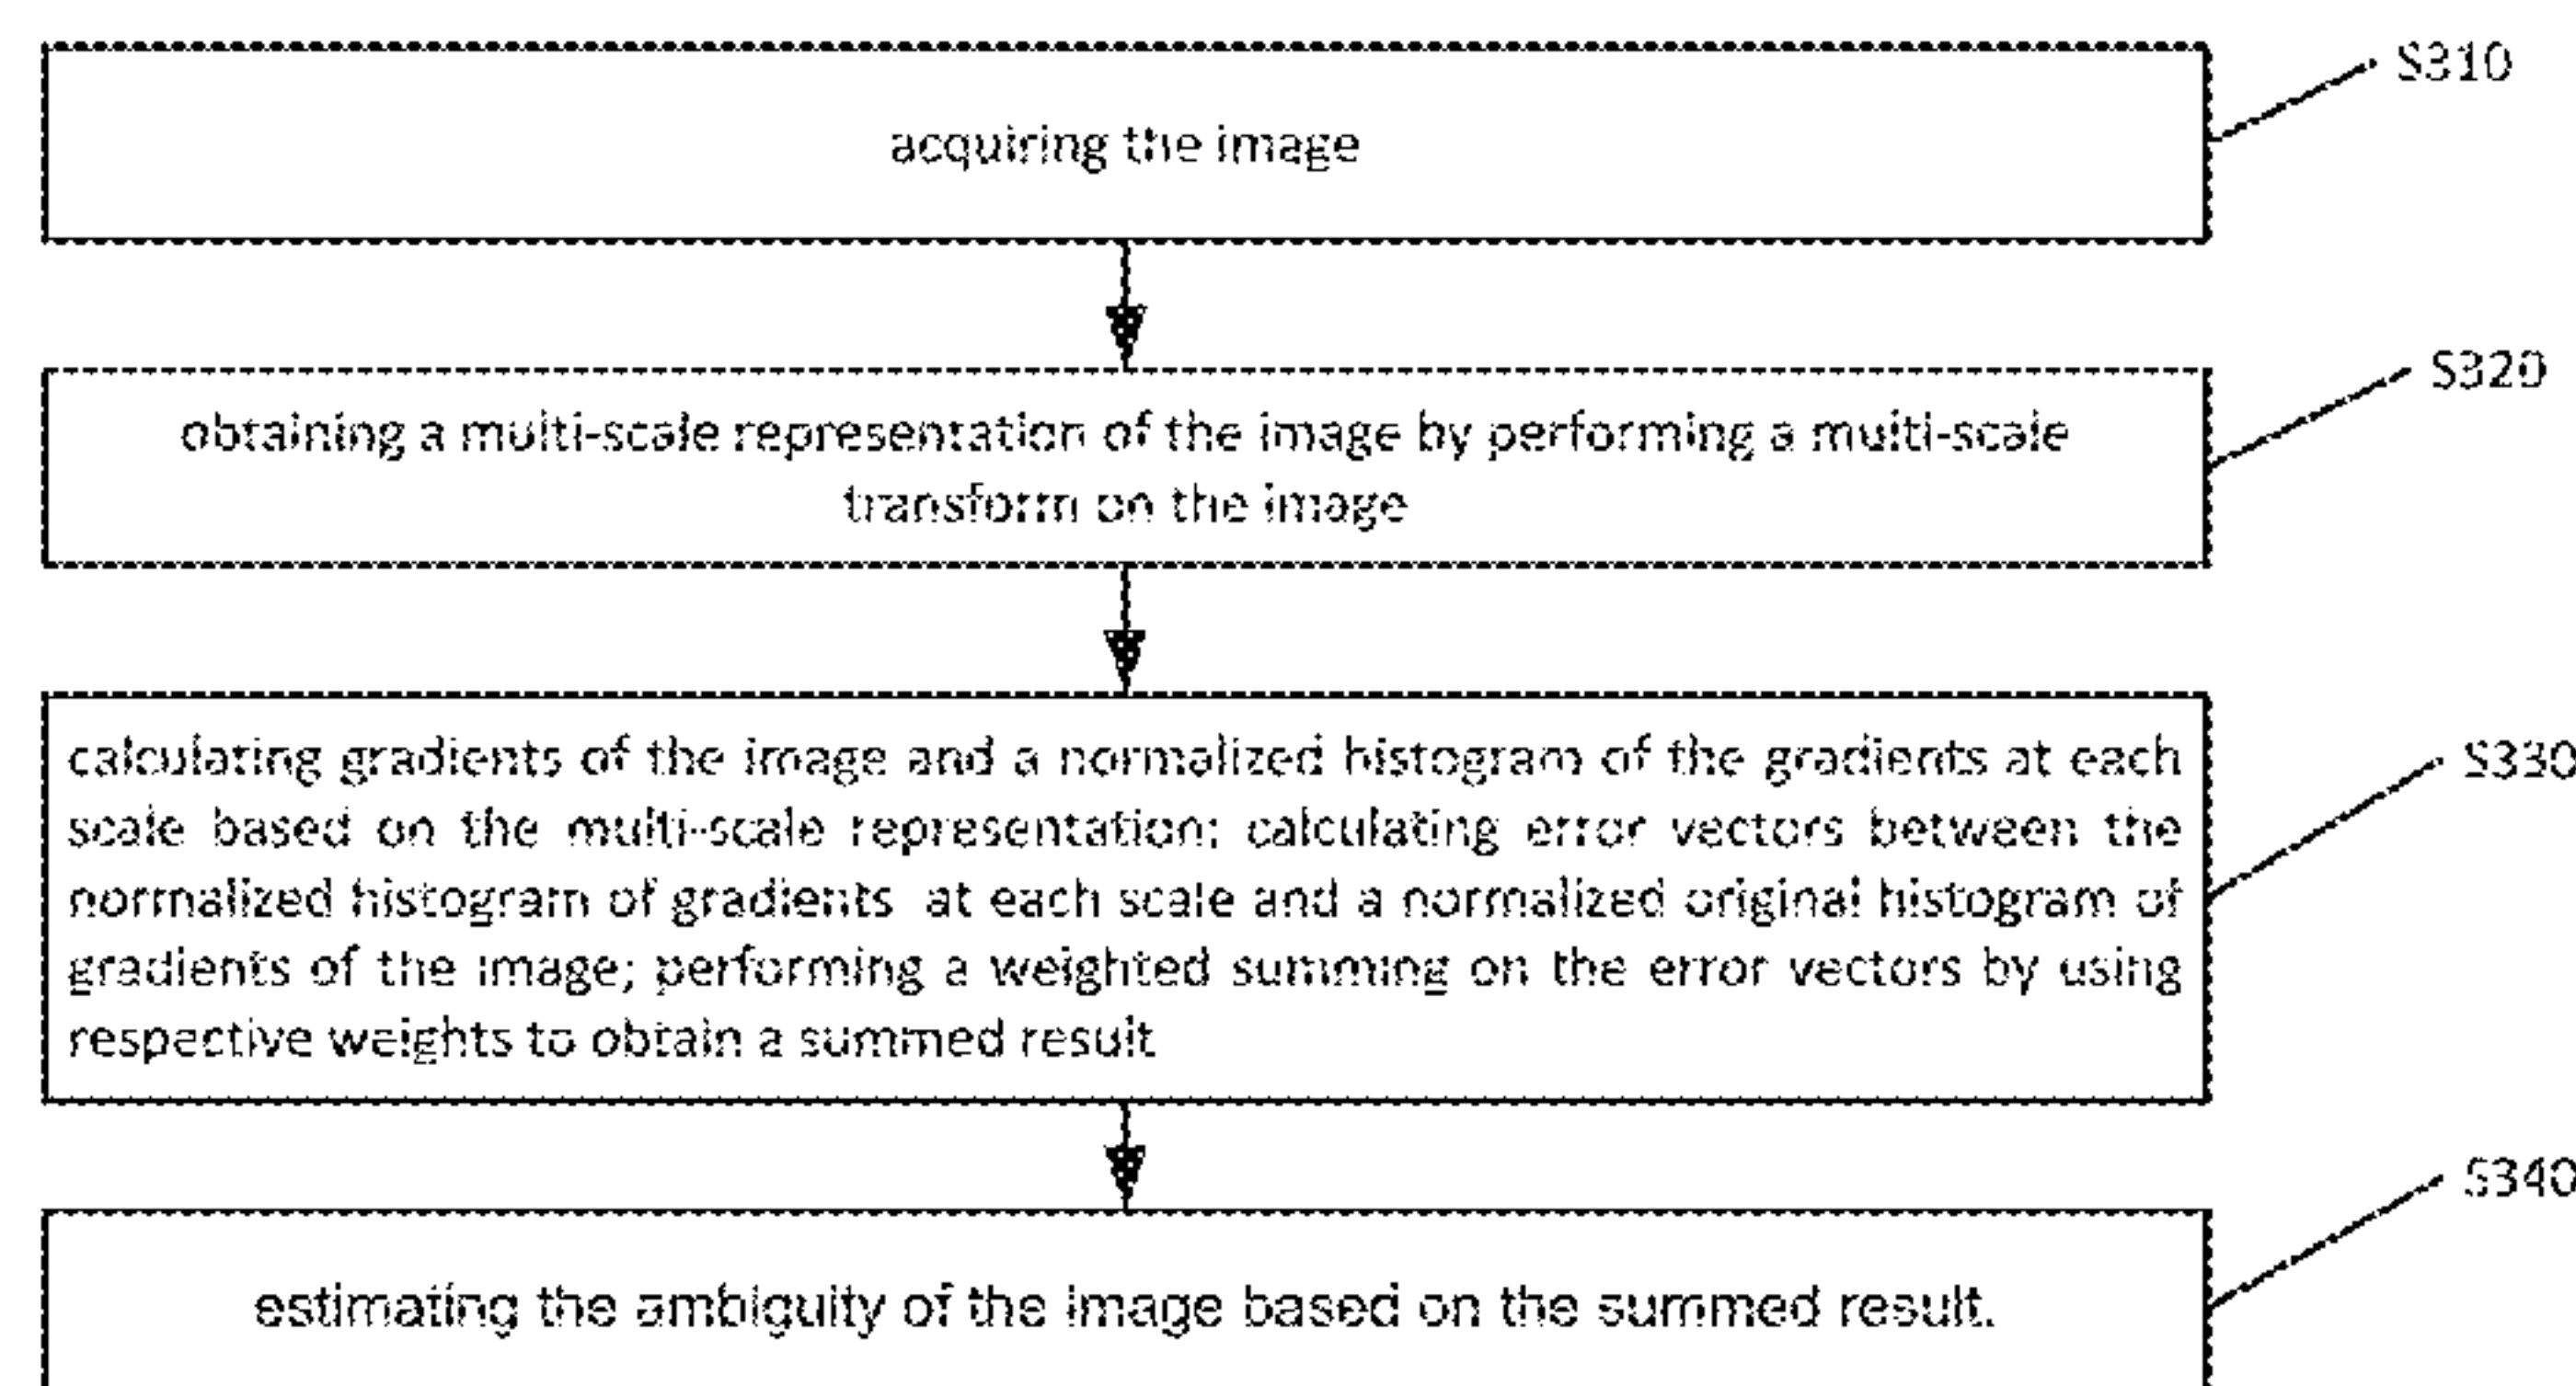 S310
acquiring the image
S320
obtaining a multi-scale representation of the image by performing a multi-scale
transform on the image
calculating gradients of the image and a normalized histogram of the gradients at each
S330
scale based on the multi-scale representation; calculating error vectors between the
normalized histogram of gradients at each scale and a normalized original histogram of
gradients of the image; performing a weighted summing on the error vectors by using
respective weights to obtain a summed result
S340
estimating the ambiguity of the image based on the summed result.